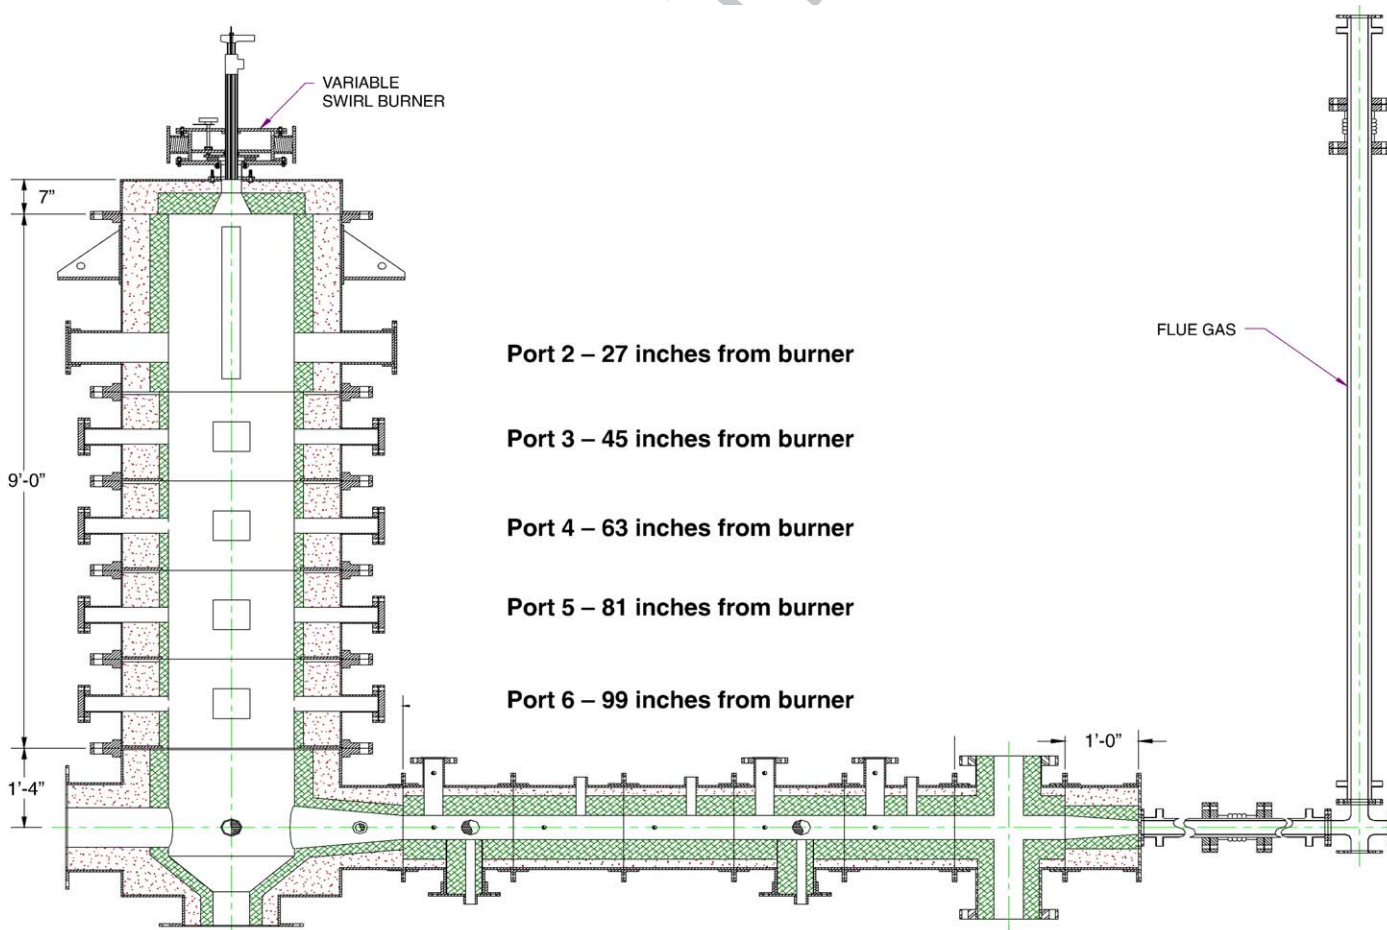 VARIABLE
SWIRL BURNER
7”
FLUE GAS
Port 2 – 27 inches from burner
Port 3 – 45 inches from burner
9’-0”
Port 4 – 63 inches from burner
Port 5 – 81 inches from burner
Port 6 – 99 inches from burner
1’-0”
1’-4”